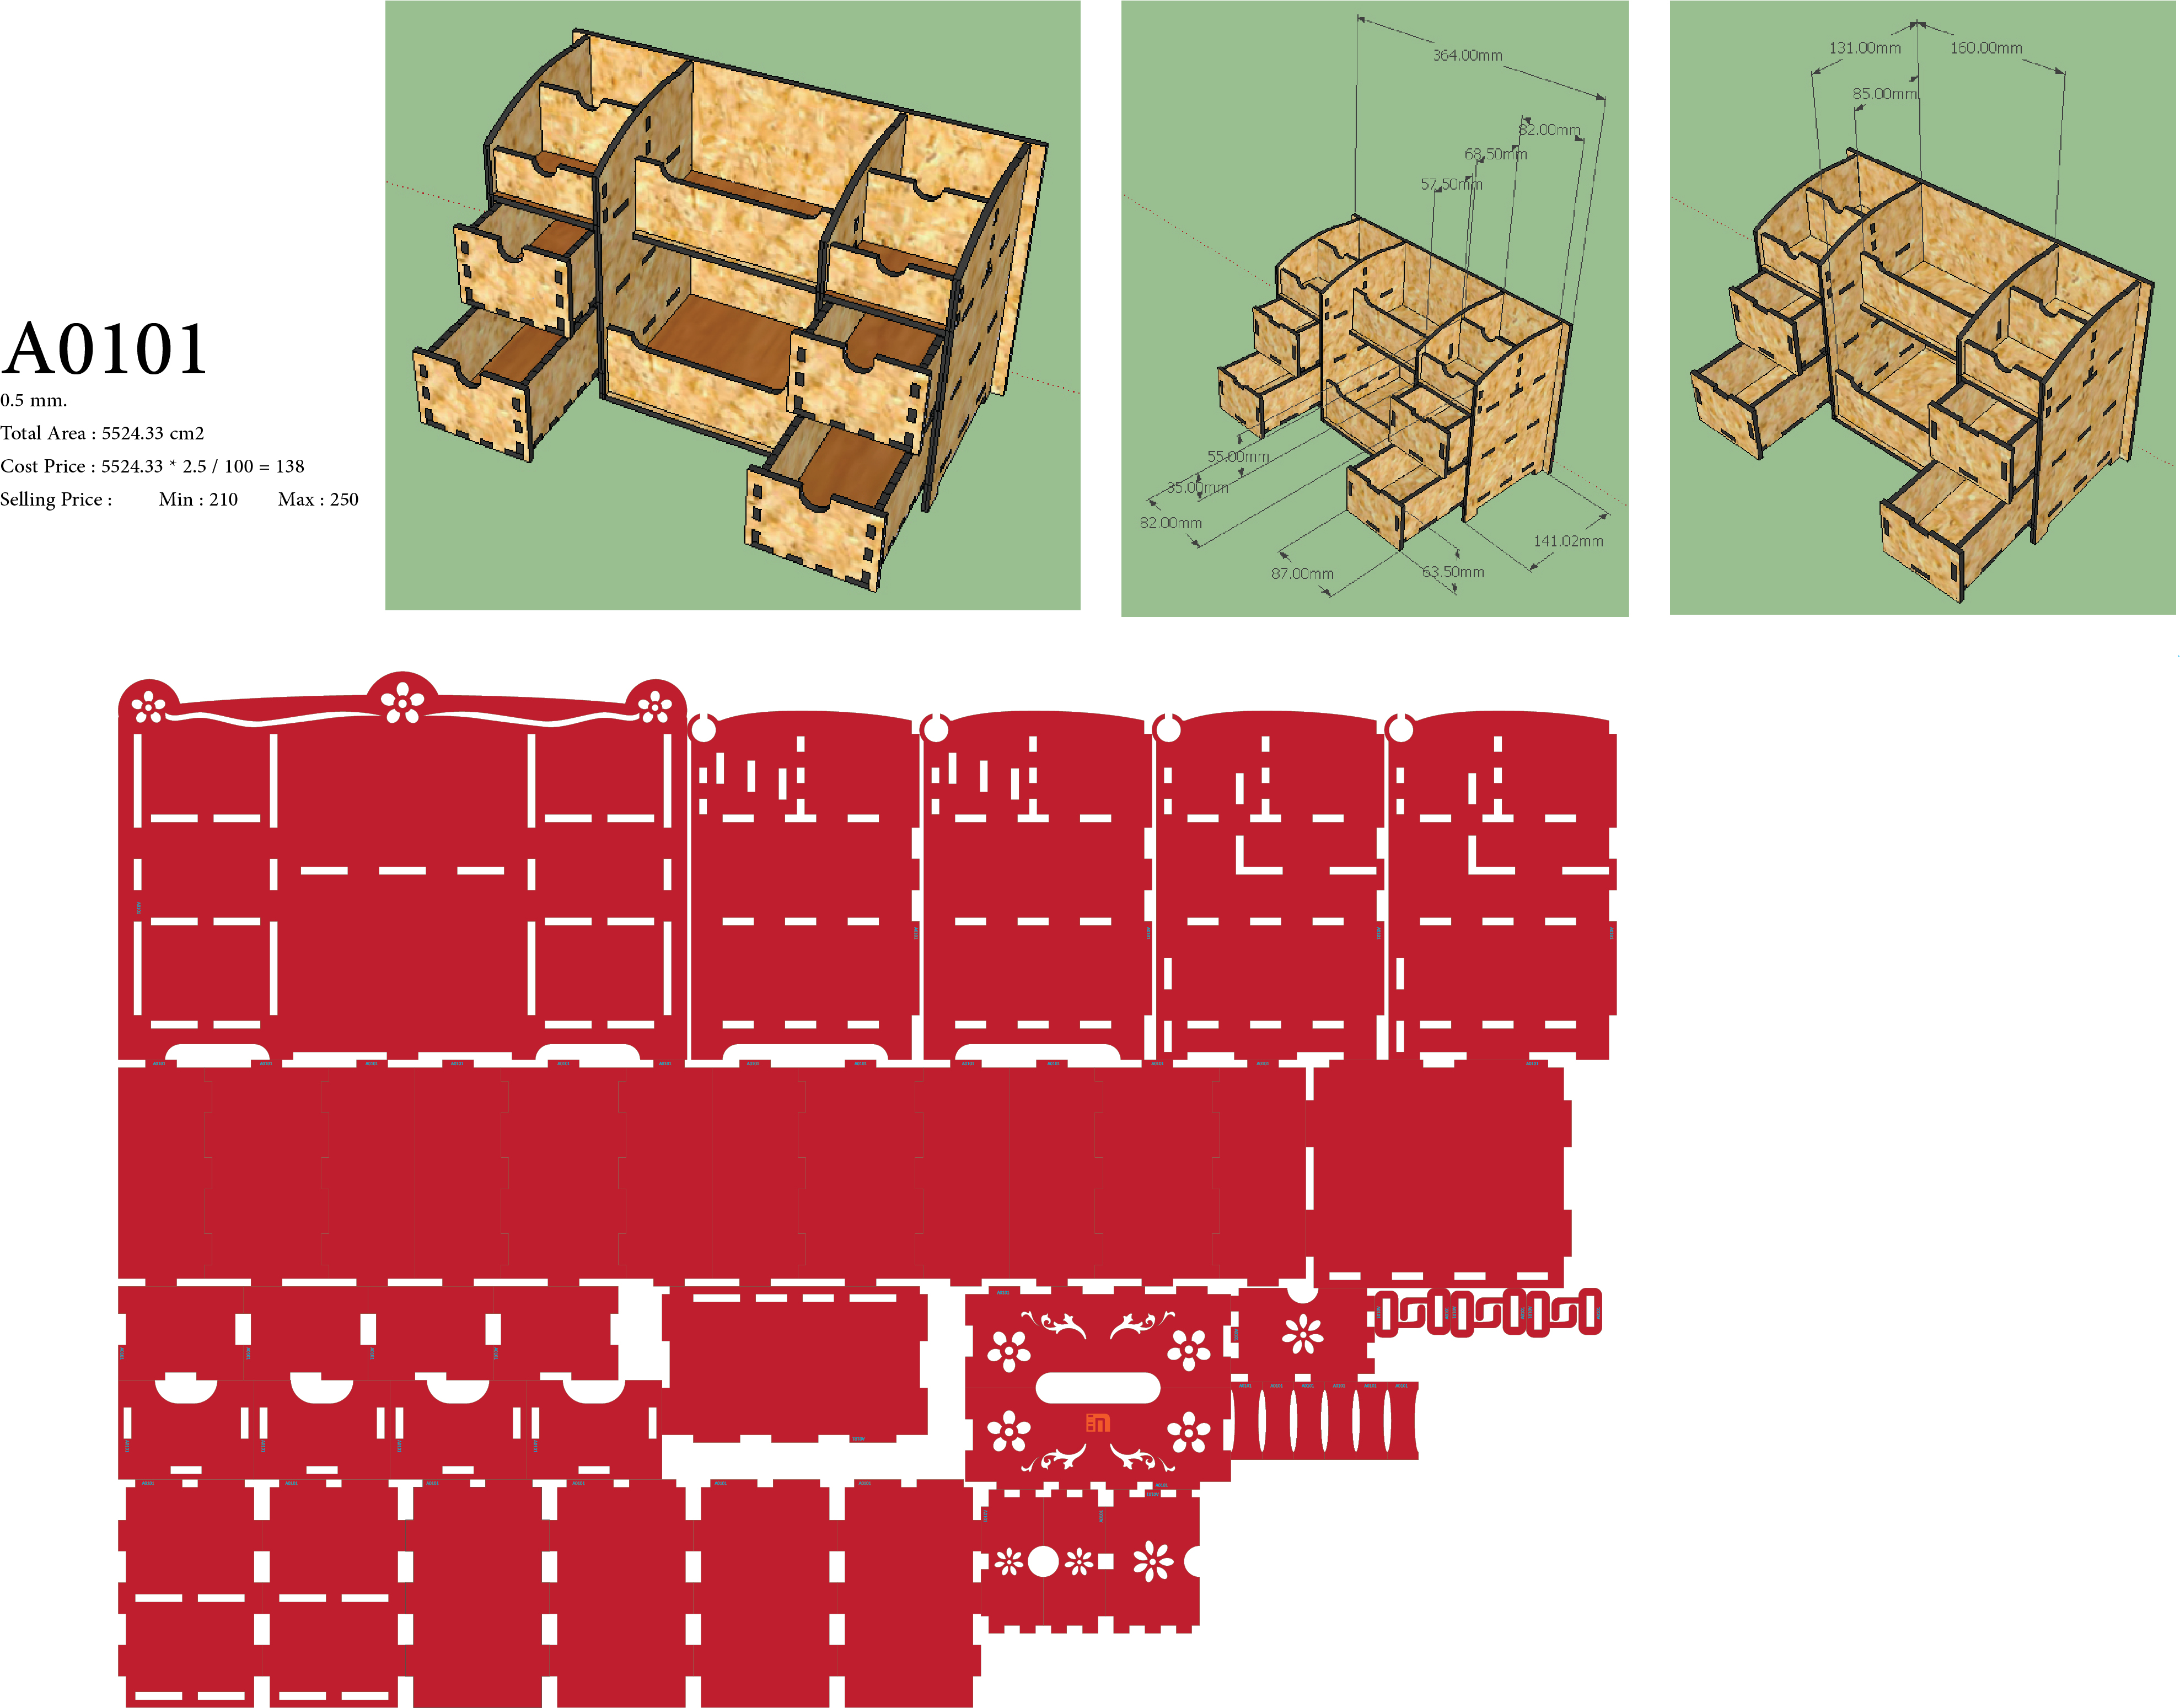 A0101
0.5 mm.
Total Area : 5524.33 cm2
Cost Price : 5524.33 * 2.5 / 100 = 138
Selling Price : Min : 210 Max : 250
364.00mm
82.00mm
68.50mm
57.50mm
55.00mm
35.00mm
82.00mm
87.00mm
63.50mm
141.02mm
131.00mm
160.00mm
85.00mm